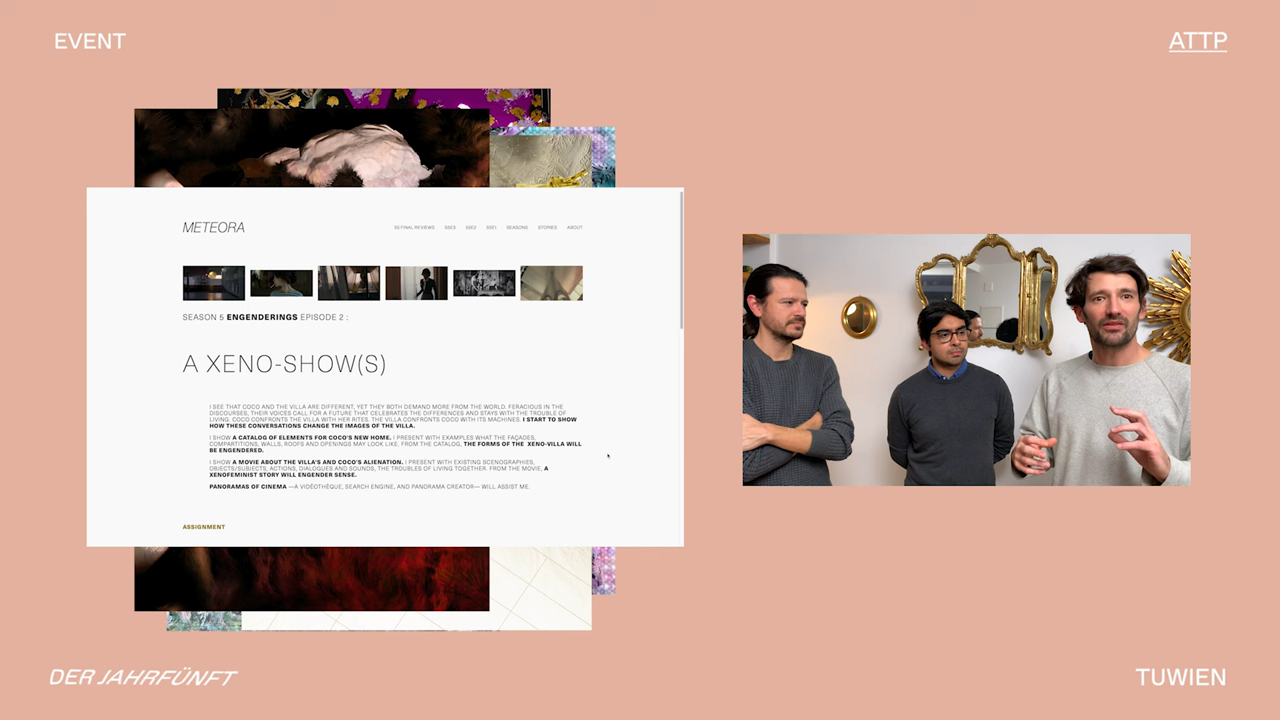 EVENT
ATTP
METEORA
S5 FINAL REVIEWS S5E3 S5E2 S5E1 SEASONS STORIES ABOUT
SEASON 5 ENGENDERINGS EPISODE 2 :
A XENO-SHOW(S)
I SEE THAT COCO AND THE VILLA ARE DIFFERENT, YET THEY BOTH DEMAND MORE FROM THE WORLD. FEROCIOUS IN THE
DISCOURSES, THEIR VOICES CALL FOR A FUTURE THAT CELEBRATES THE DIFFERENCES AND STAYS WITH THE TROUBLE OF
LIVING. COCO CONFRONTS THE VILLA WITH HER RITES. THE VILLA CONFRONTS COCO WITH ITS MACHINES. I START TO SHOW
HOW THESE CONVERSATIONS CHANGE THE IMAGES OF THE VILLA.
I SHOW A CATALOG OF ELEMENTS FOR COCO'S NEW HOME. I PRESENT WITH EXAMPLES WHAT THE FAÇADES,
COMPARTITIONS, WALLS, ROOFS AND OPENINGS MAY LOOK LIKE. FROM THE CATALOG, THE FORMS OF THE XENO-VILLA WILL
BE ENGENDERED.
I SHOW A MOVIE ABOUT THE VILLA'S AND COCO'S ALIENATION. I PRESENT WITH EXISTING SCENOGRAPHIES,
OBJECTS/SUBJECTS, ACTIONS, DIALOGUES AND SOUNDS, THE TROUBLES OF LIVING TOGETHER. FROM THE MOVIE, A
XENOFEMINIST STORY WILL ENGENDER SENSE.
PANORAMAS OF CINEMA —A VIDÉOTHÈQUE, SEARCH ENGINE, AND PANORAMA CREATOR— WILL ASSIST ME.
ASSIGNMENT
DER JAHRFÜNFT
TUWIEN